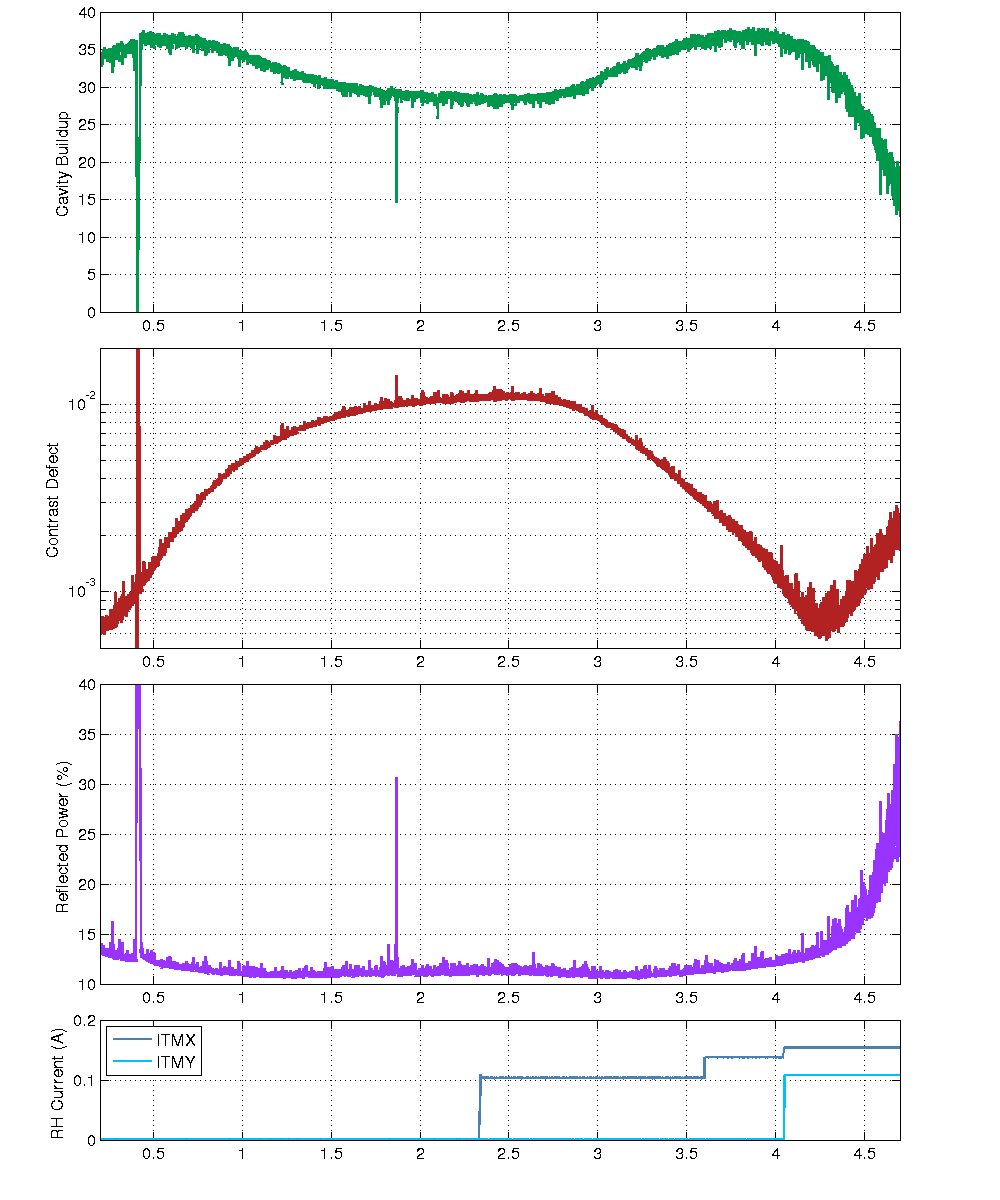 Cavity Buildup
40
35
30
25
20
15
10
5
0
0.5 1 1.5 2 2.5 3 3.5 4 4.5
Contrast Defect
10^-2
10^-3
0.5 1 1.5 2 2.5 3 3.5 4 4.5
Reflected Power (%)
40
35
30
25
20
15
10
0.5 1 1.5 2 2.5 3 3.5 4 4.5
RH Current (A)
0.2
0.1
0
ITMX
ITMY
0.5 1 1.5 2 2.5 3 3.5 4 4.5